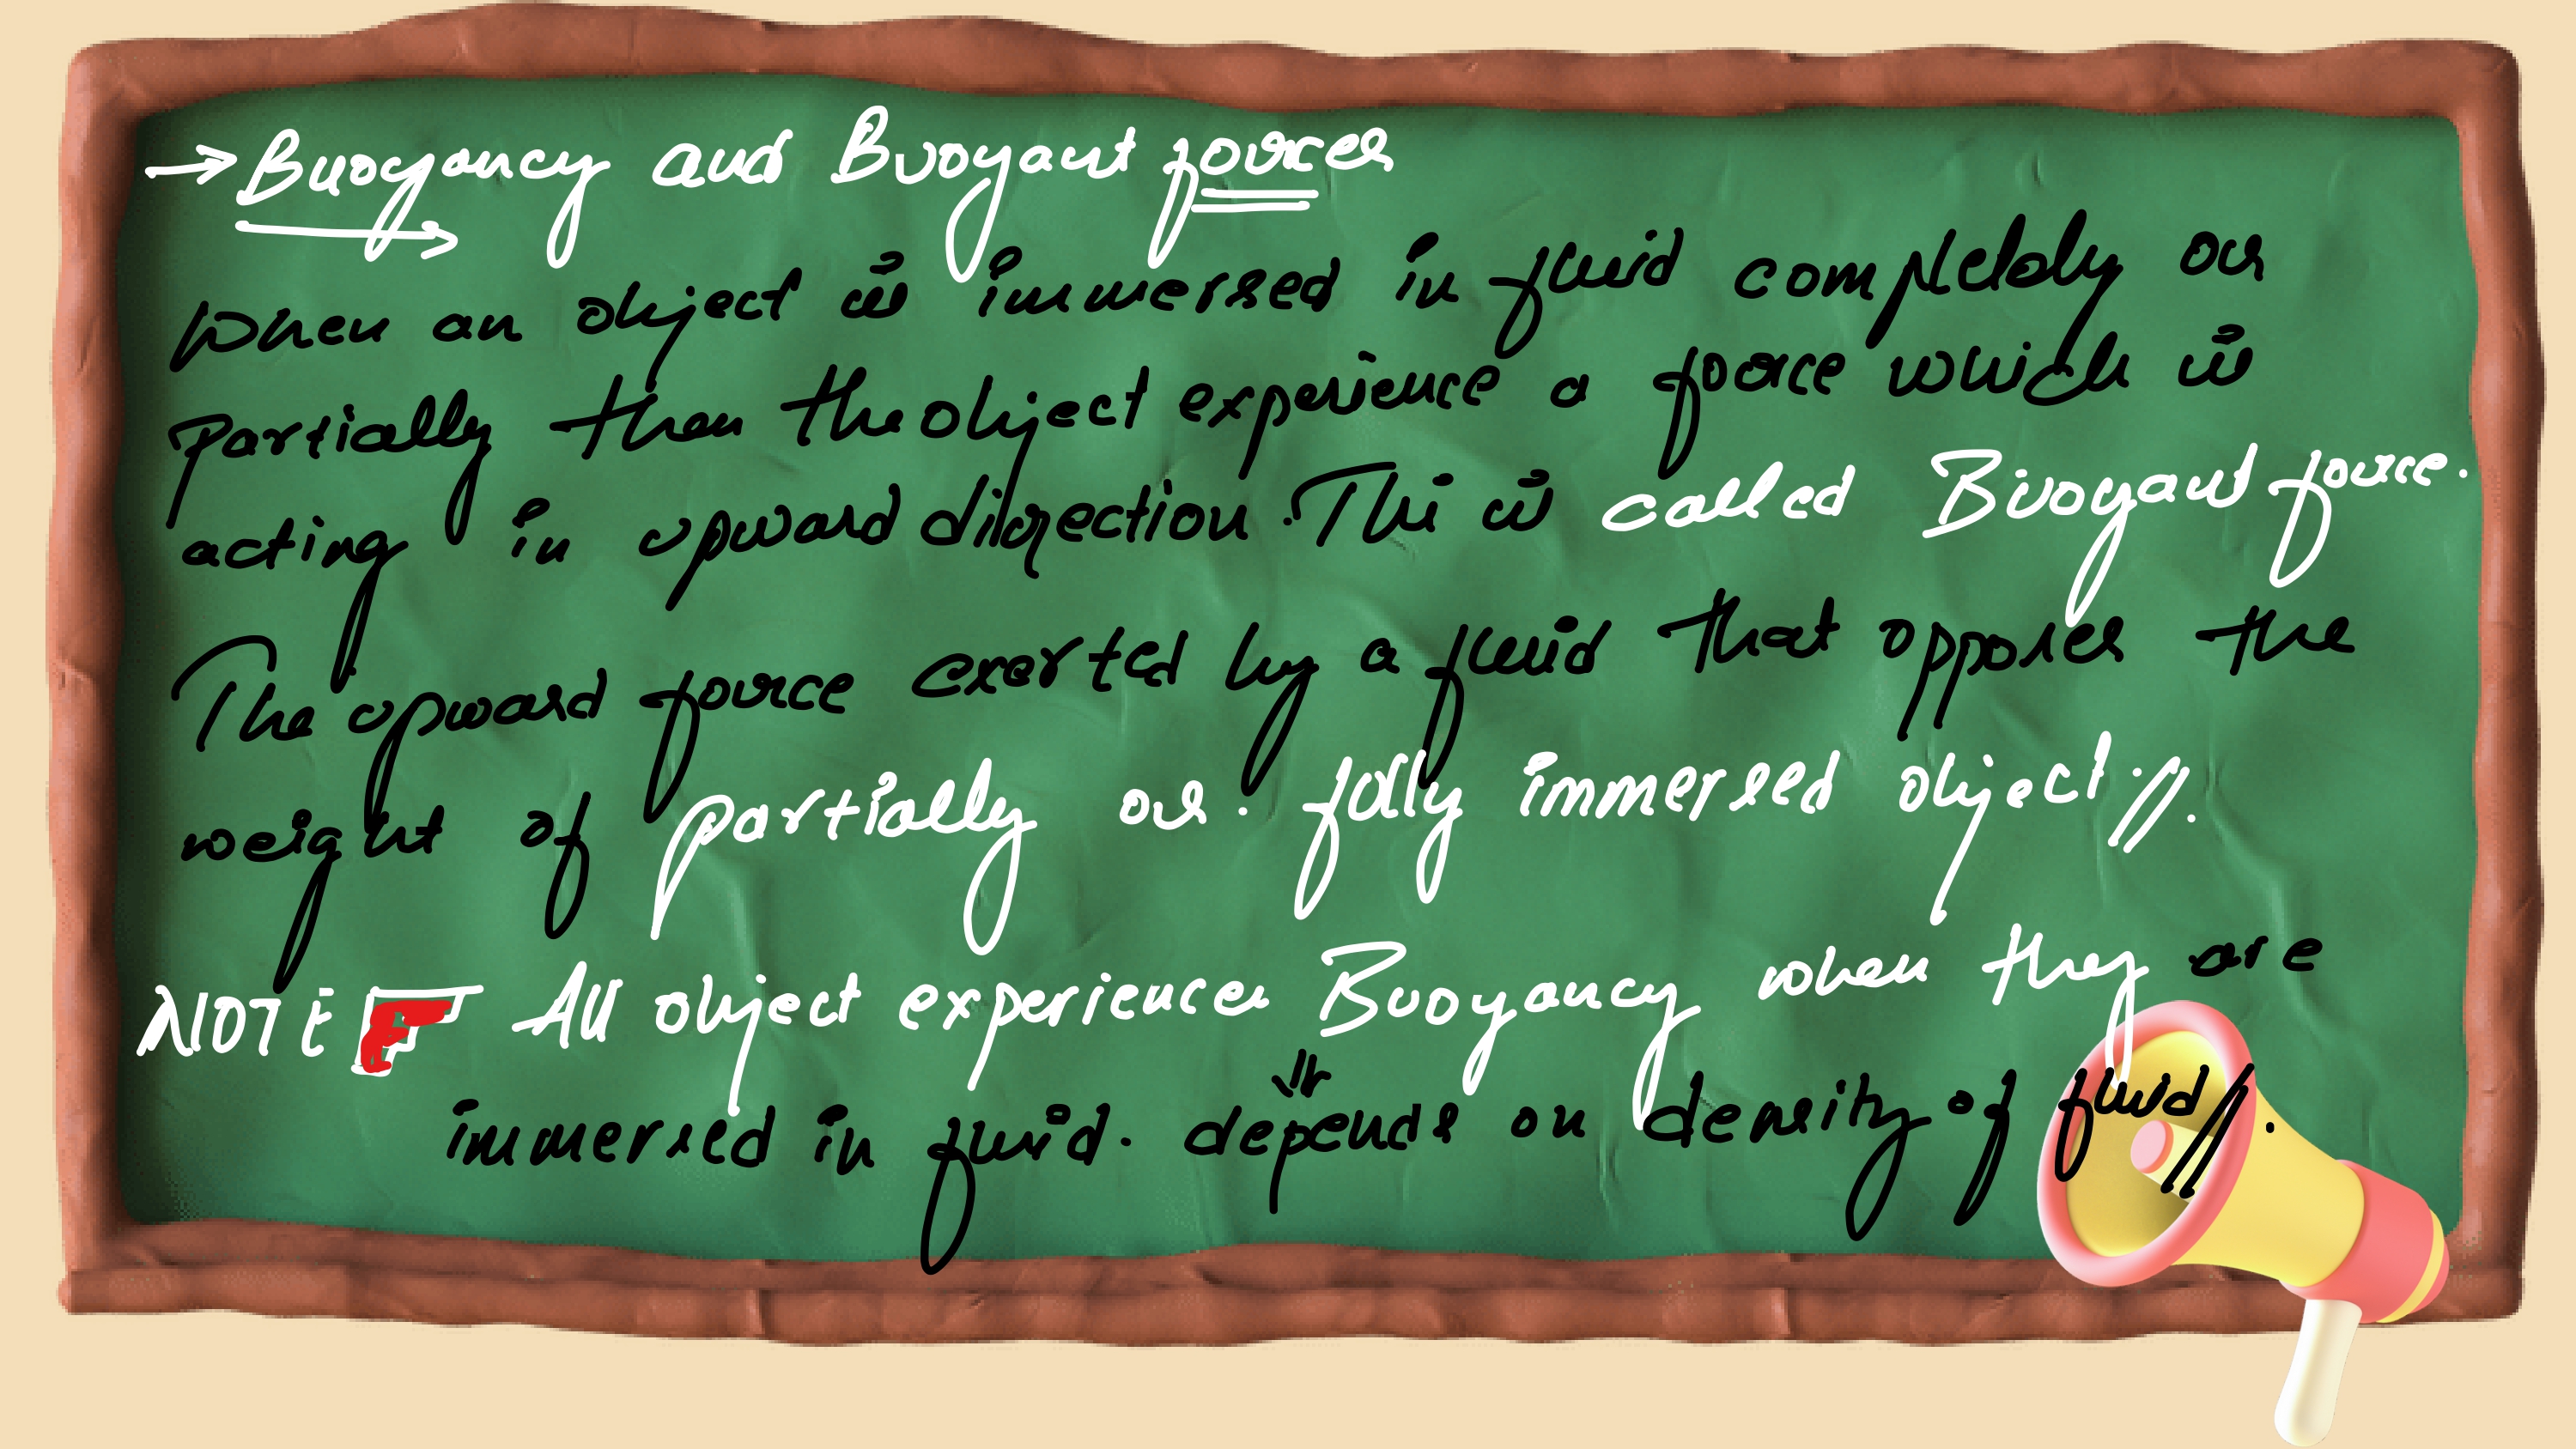 → Buoyancy and Buoyant forces
When an object is immersed in fluid completely or
partially then the object experience a force which is
acting in upward direction. This is called Buoyant force.
The upward force exerted by a fluid that opposes the
weight of partially or. fully immersed object //.
NOTE All object experiences Buoyancy when they are
immersed in fluid. depends on density of fluid //.